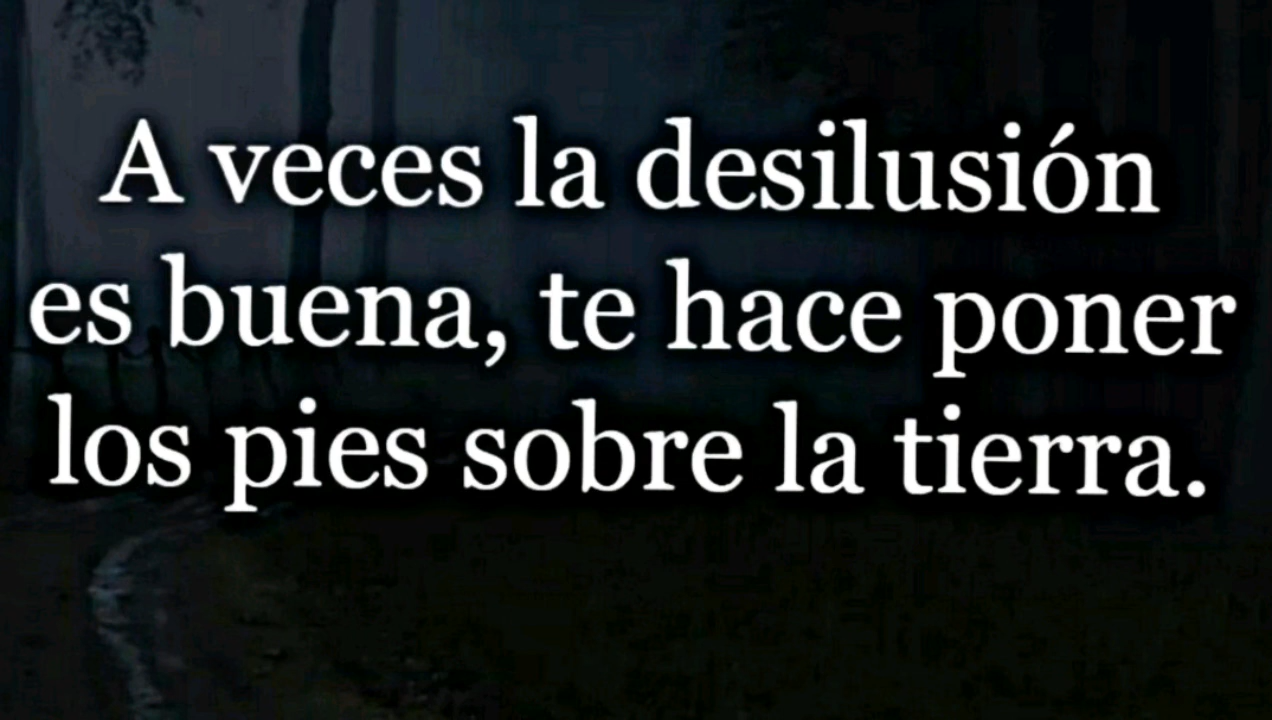 A veces la desilusión
es buena, te hace poner
los pies sobre la tierra.